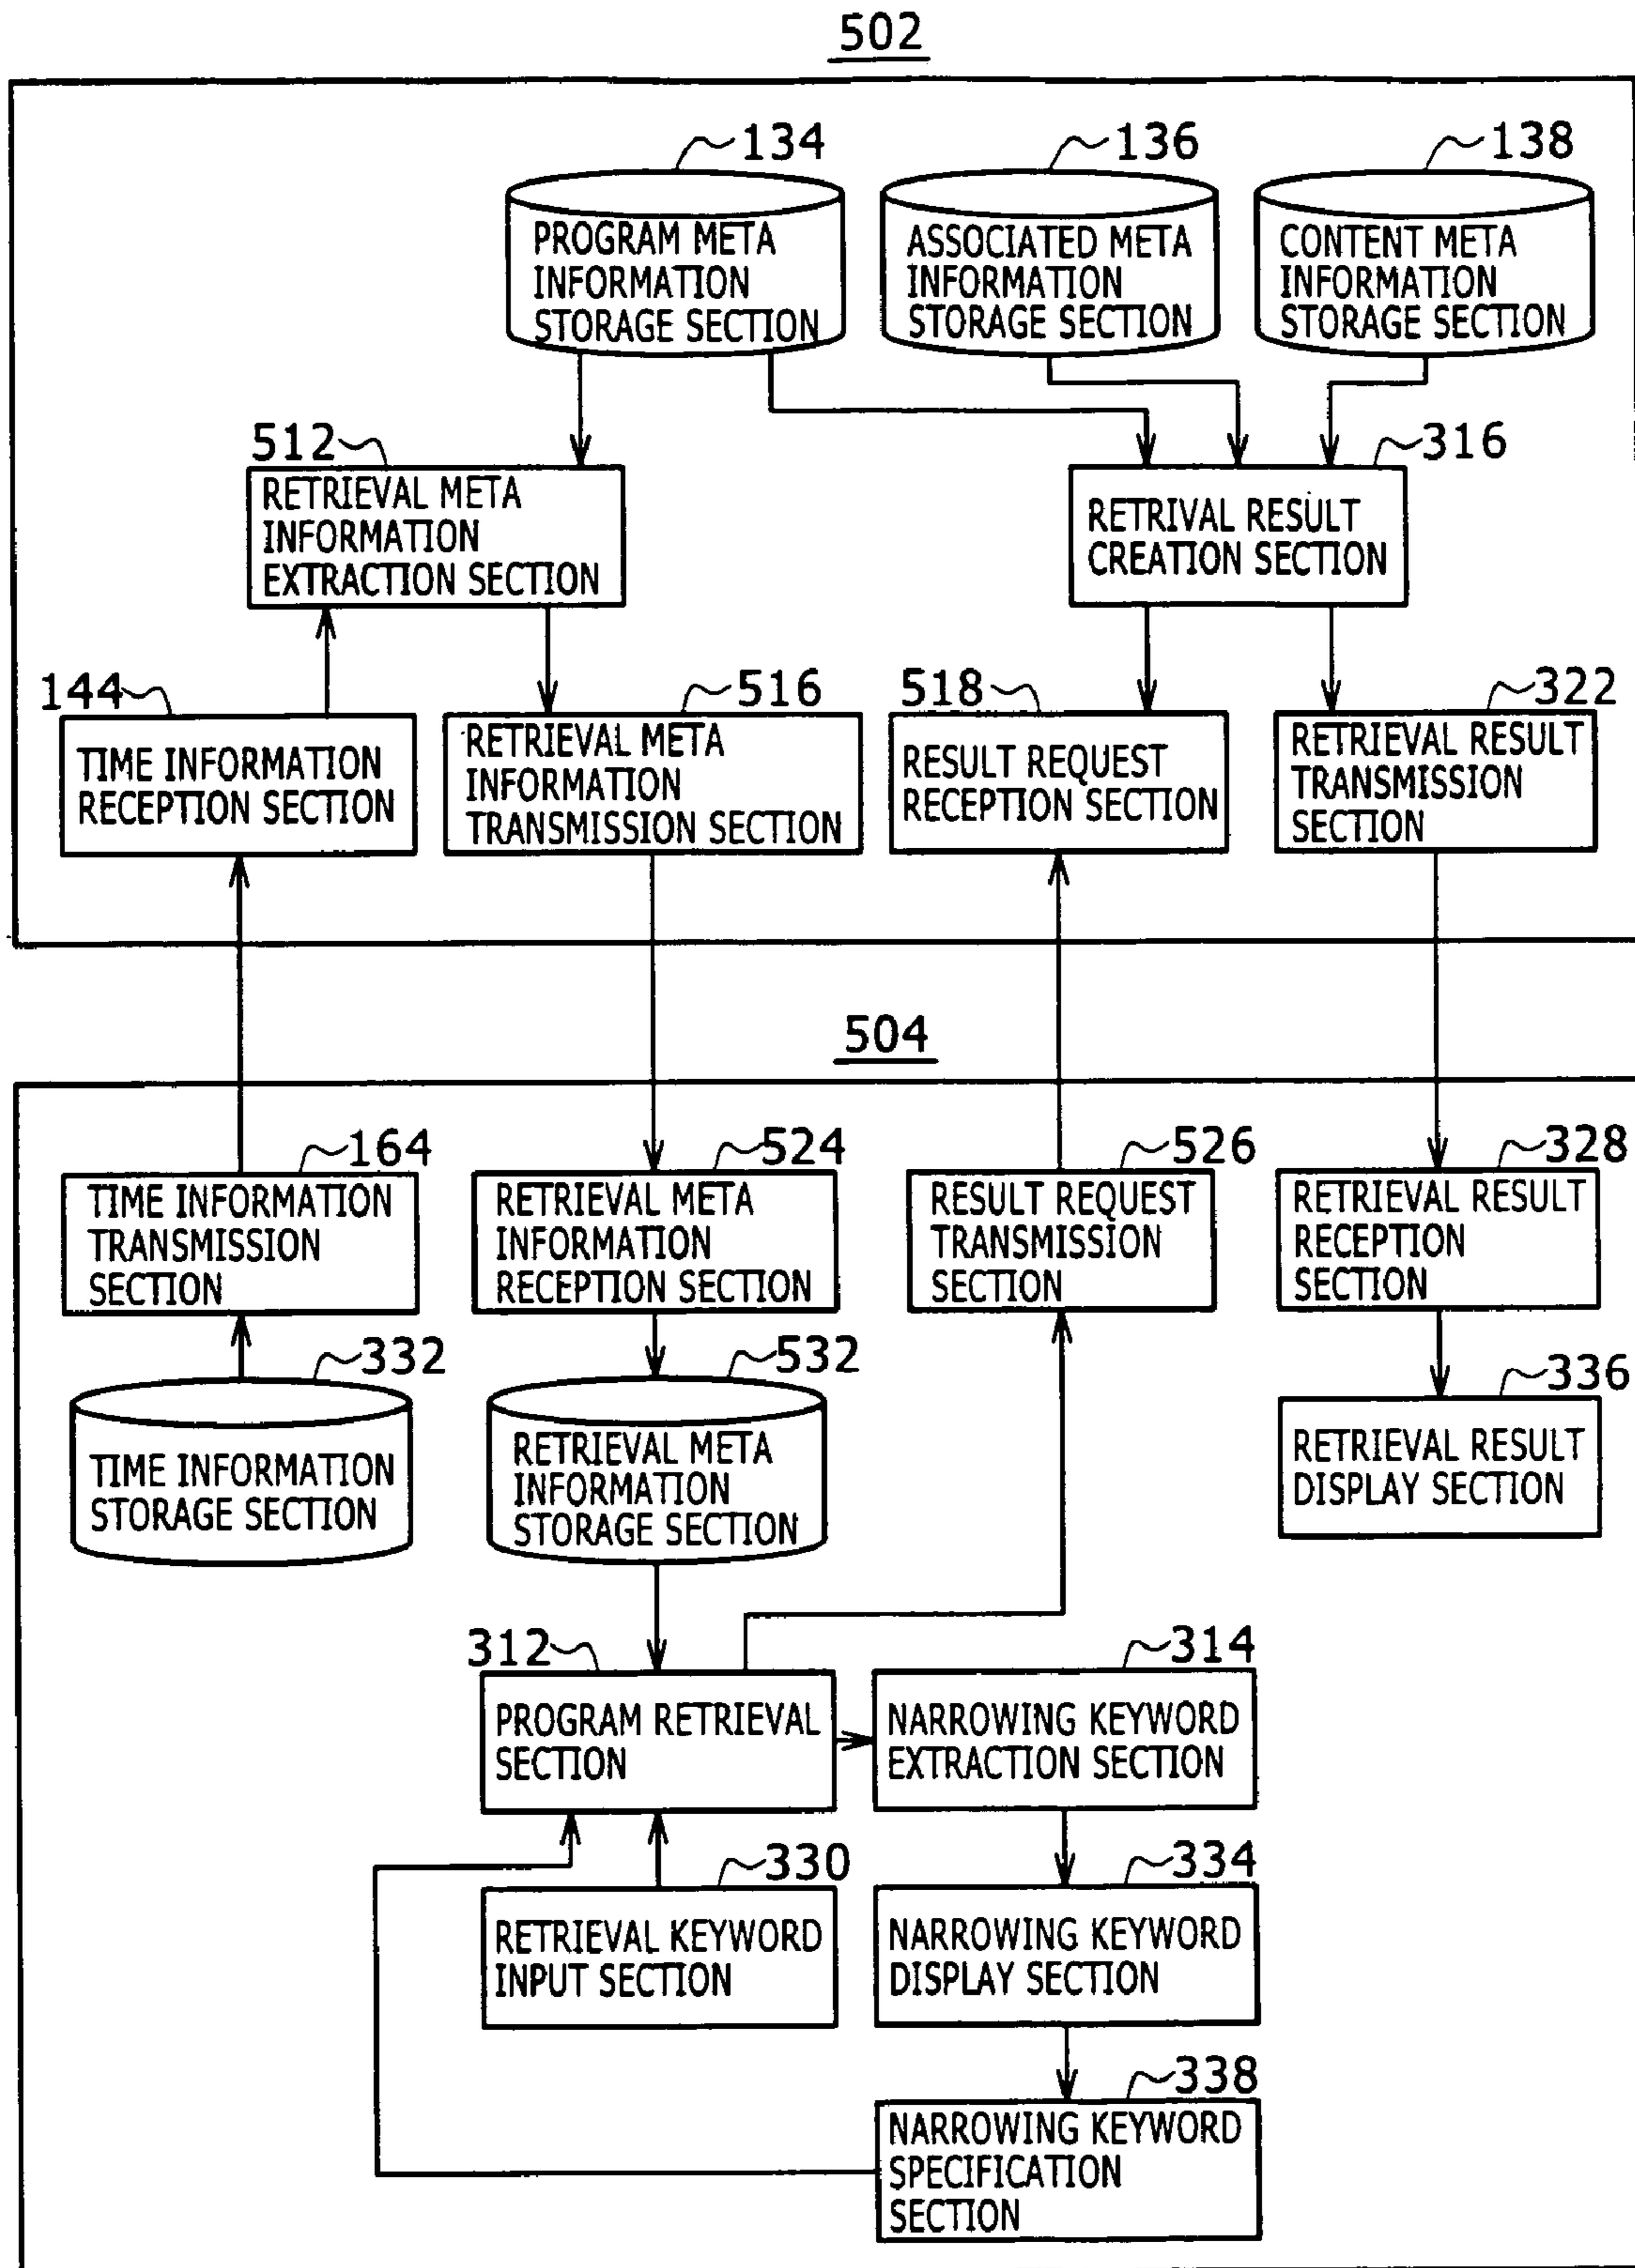 502
134
136
138
PROGRAM META
INFORMATION
STORAGE SECTION
ASSOCIATED META
INFORMATION
STORAGE SECTION
CONTENT META
INFORMATION
STORAGE SECTION
512
316
RETRIEVAL META
INFORMATION
EXTRACTION SECTION
RETRIVAL RESULT
CREATION SECTION
144
516
518
322
TIME INFORMATION
RECEPTION SECTION
RETRIEVAL META
INFORMATION
TRANSMISSION SECTION
RESULT REQUEST
RECEPTION SECTION
RETRIEVAL RESULT
TRANSMISSION
SECTION
504
164
524
526
328
TIME INFORMATION
TRANSMISSION
SECTION
RETRIEVAL META
INFORMATION
RECEPTION SECTION
RESULT REQUEST
TRANSMISSION
SECTION
RETRIEVAL RESULT
RECEPTION
SECTION
332
532
336
TIME INFORMATION
STORAGE SECTION
RETRIEVAL META
INFORMATION
STORAGE SECTION
RETRIEVAL RESULT
DISPLAY SECTION
312
314
PROGRAM RETRIEVAL
SECTION
NARROWING KEYWORD
EXTRACTION SECTION
330
334
RETRIEVAL KEYWORD
INPUT SECTION
NARROWING KEYWORD
DISPLAY SECTION
338
NARROWING KEYWORD
SPECIFICATION
SECTION